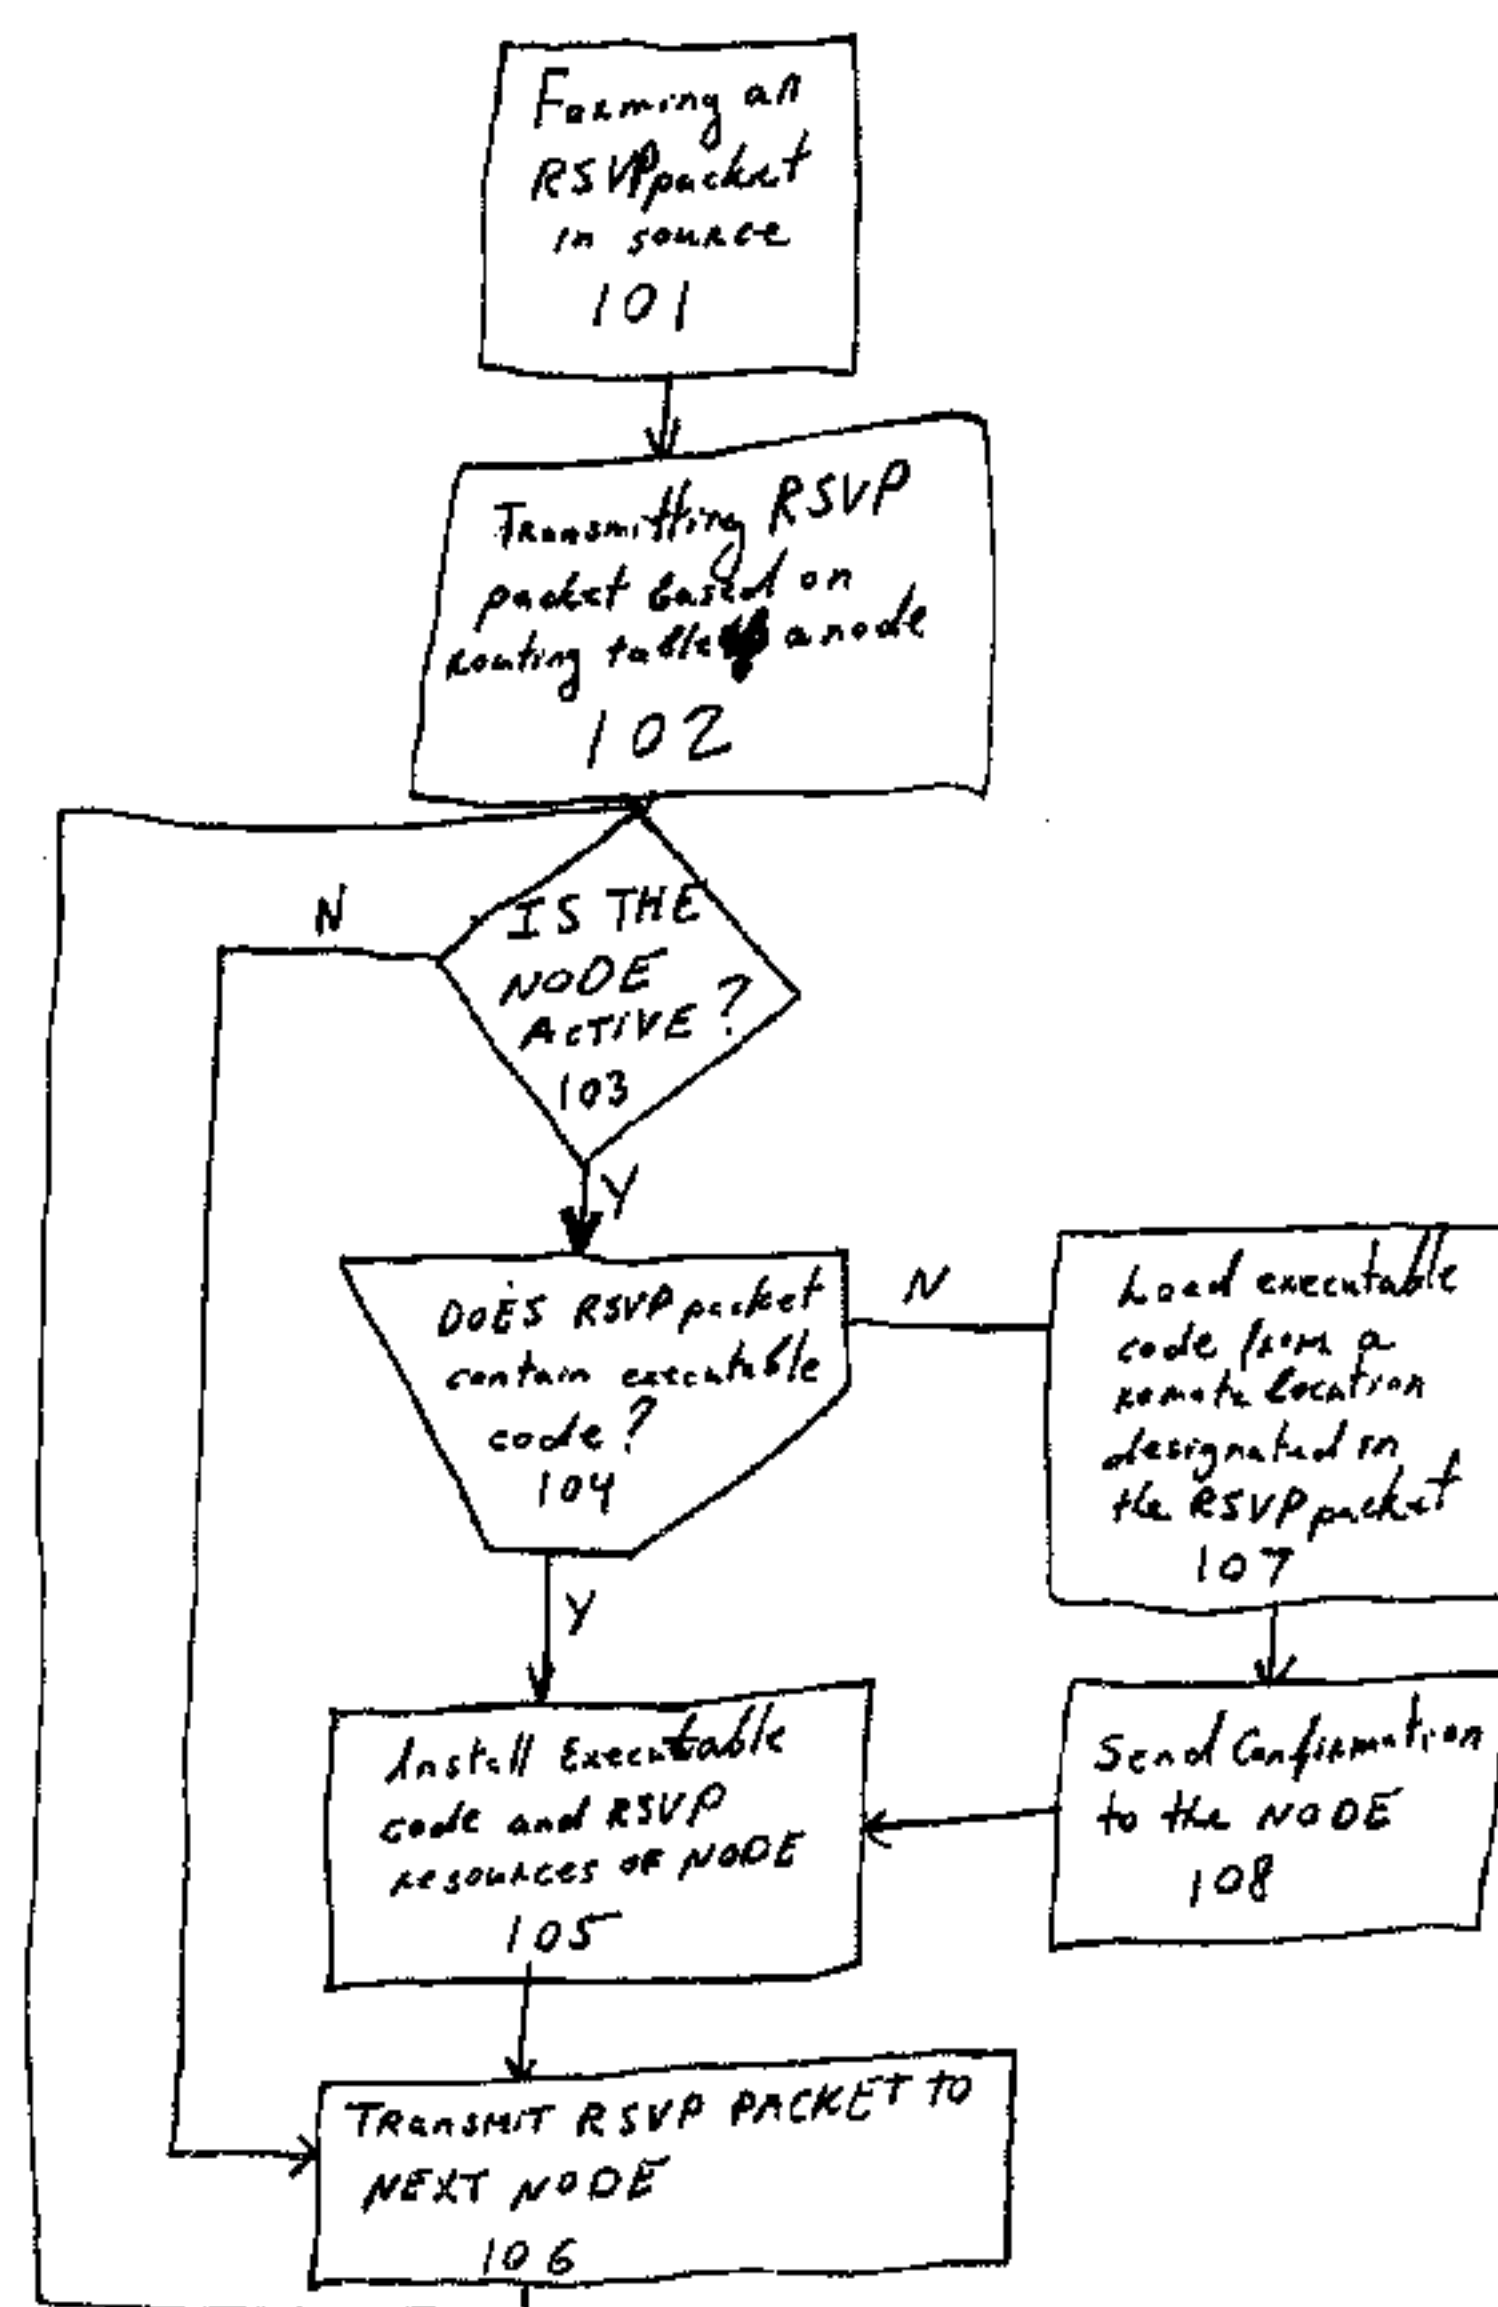 Forming an
RSVP packet
in source
101
Transmitting RSVP
packet based on
routing table a node
102
N
IS THE
NODE
ACTIVE?
103
Y
DOES RSVP packet
contain executable
code?
104
N
Load executable
code from a
remote location
designated in
the RSVP packet
107
Y
Install Executable
code and RSVP
resources OF NODE
105
Send Confirmation
to the NODE
108
TRANSMIT RSVP PACKET TO
NEXT NODE
106